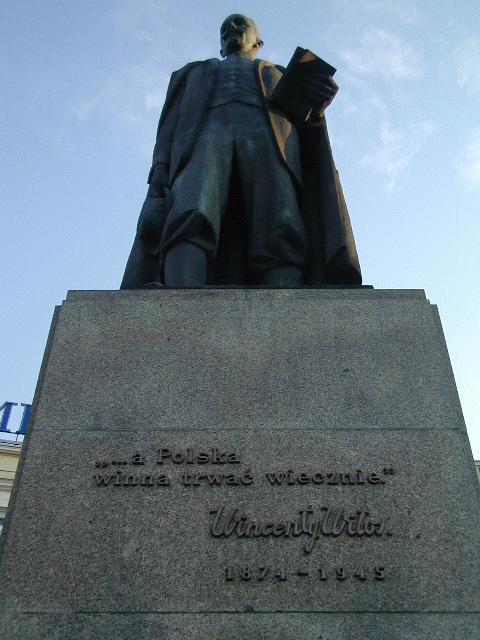 „...a Polska
winna trwać wiecznie."
Wincenty Witos.
1874-1945